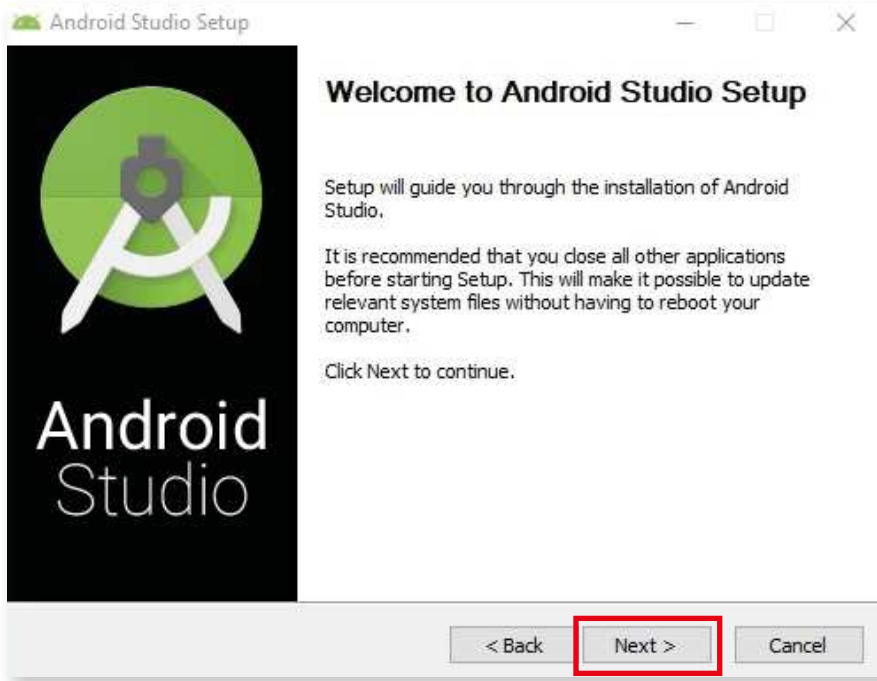 Android Studio Setup
Welcome to Android Studio Setup
Setup will guide you through the installation of Android
Studio.
It is recommended that you close all other applications
before starting Setup. This will make it possible to update
relevant system files without having to reboot your
computer.
Click Next to continue.
Android
Studio
< Back
Next >
Cancel